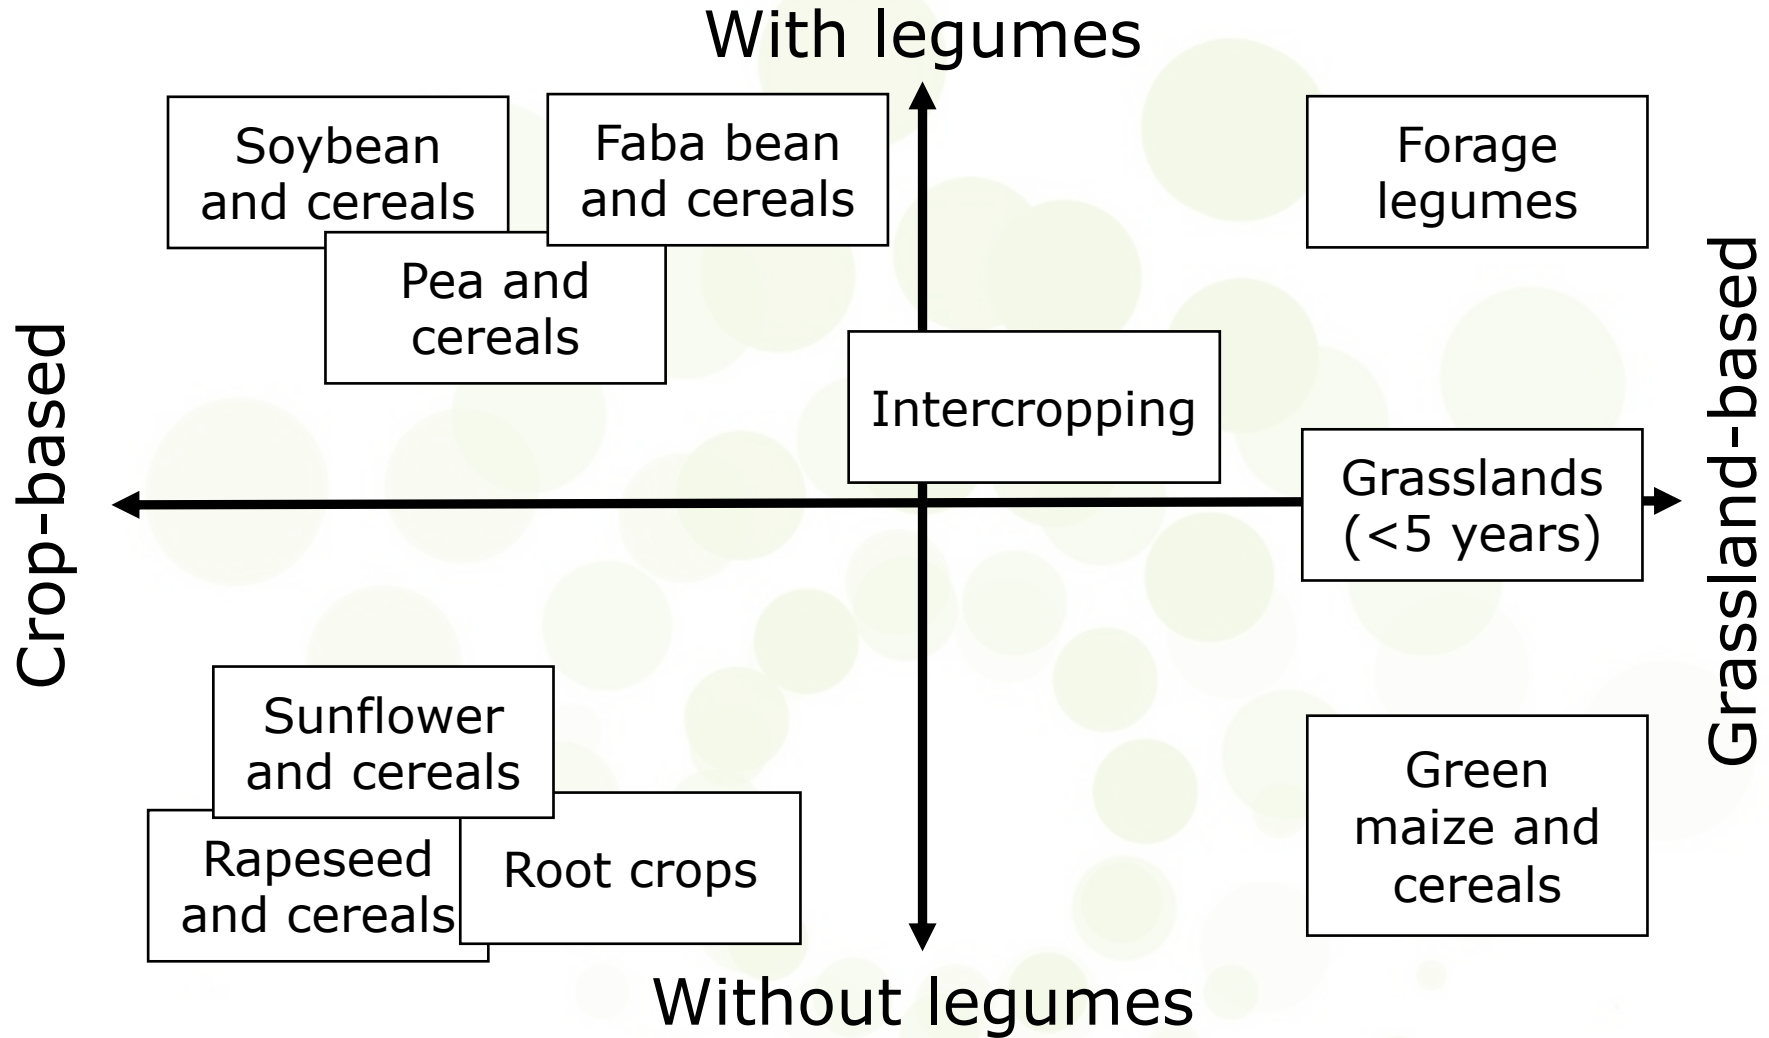 With legumes
Soybean
and cereals
Faba bean
and cereals
Forage
legumes
Pea and
cereals
Intercropping
Crop-based
Grassland-based
Grasslands
(<5 years)
Sunflower
and cereals
Rapeseed
and cereals
Root crops
Green
maize and
cereals
Without legumes